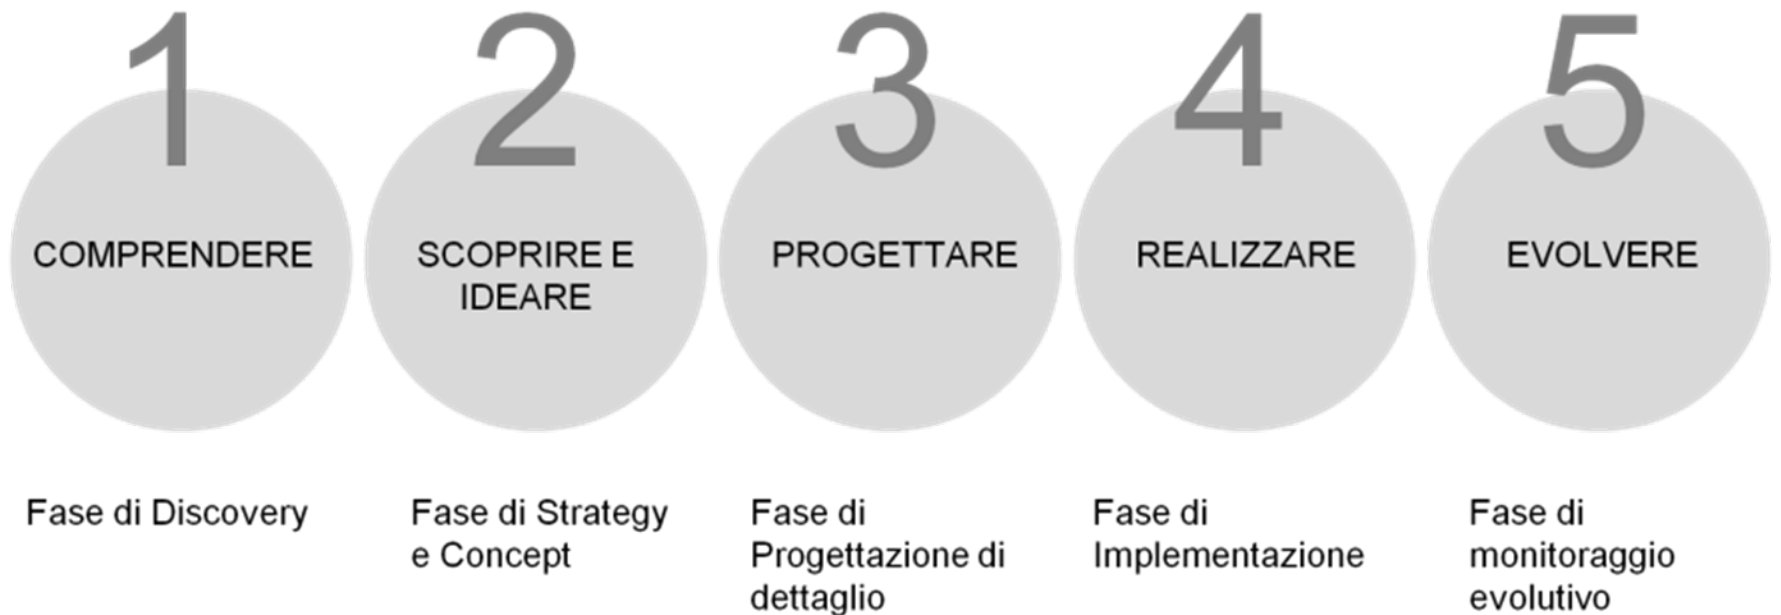 1
COMPRENDERE
Fase di Discovery
2
SCOPRIRE E
IDEARE
Fase di Strategy
e Concept
3
PROGETTARE
Fase di
Progettazione di
dettaglio
4
REALIZZARE
Fase di
Implementazione
5
EVOLVERE
Fase di
monitoraggio
evolutivo